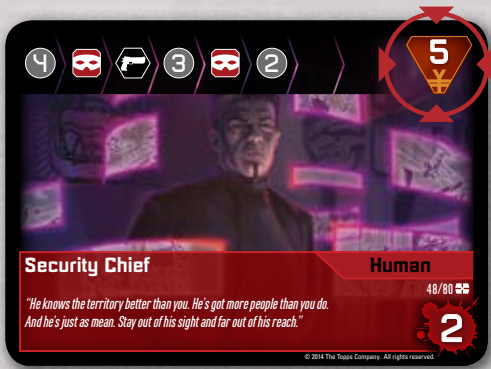 4 3 2
5
¥
Security Chief
Human
48/80
"He knows the territory better than you. He's got more people than you do.
And he's just as mean. Stay out of his sight and far out of his reach."
2
© 2014 The Topps Company. All rights reserved.